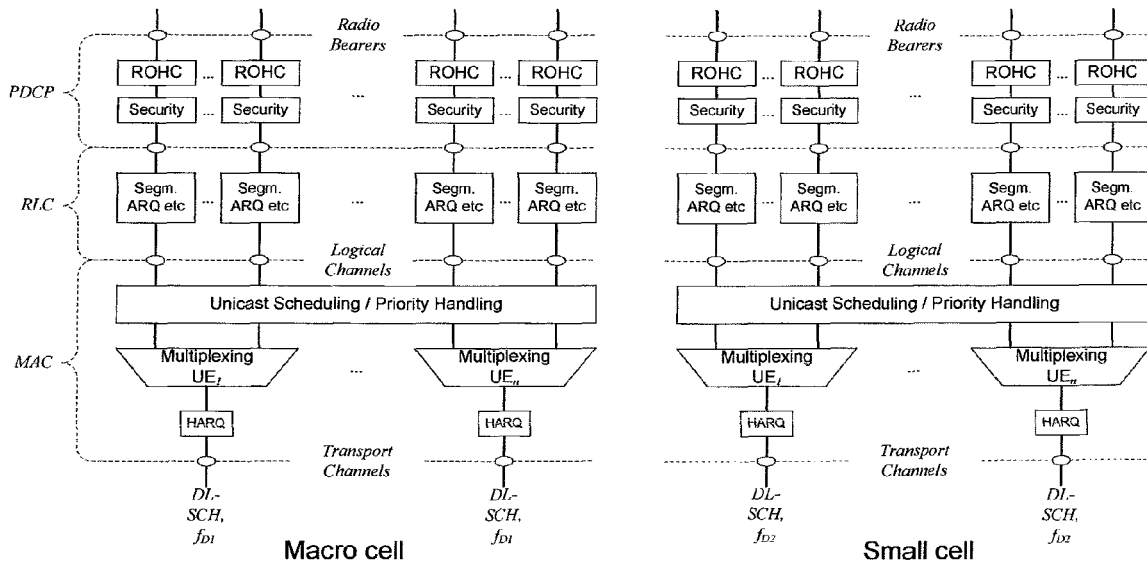 Radio
Bearers
Radio
Bearers
PDCP
ROHC ... ROHC ROHC ... ROHC ROHC ... ROHC ROHC ... ROHC
... ...
Security ... Security Security ... Security Security ... Security Security ... Security
RLC
Segm. Segm. Segm. Segm. Segm. Segm. Segm. Segm.
ARQ etc ... ARQ etc ... ARQ etc ... ARQ etc ARQ etc ... ARQ etc ... ARQ etc ... ARQ etc
Logical
Channels
Logical
Channels
Unicast Scheduling / Priority Handling Unicast Scheduling / Priority Handling
MAC
Multiplexing
UE1
...
Multiplexing
UEn
Multiplexing
UE1
...
Multiplexing
UEn
HARQ HARQ HARQ HARQ
Transport
Channels
Transport
Channels
DL-
SCH,
fD1
DL-
SCH,
fD1
DL-
SCH,
fD2
DL-
SCH,
fD2
Macro cell Small cell